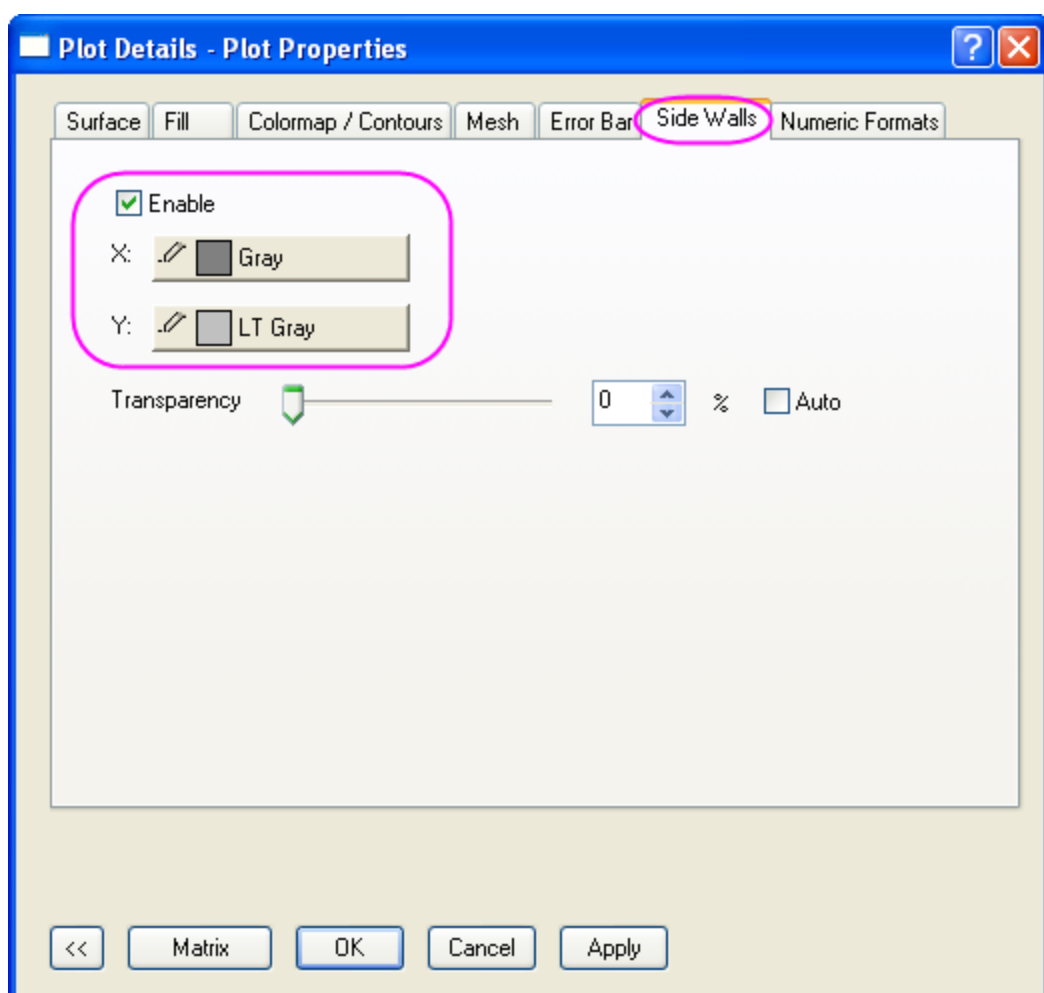 Plot Details - Plot Properties
Surface Fill Colormap / Contours Mesh Error Bar Side Walls Numeric Formats
Enable
X: Gray
Y: LT Gray
Transparency 0 % Auto
<< Matrix OK Cancel Apply